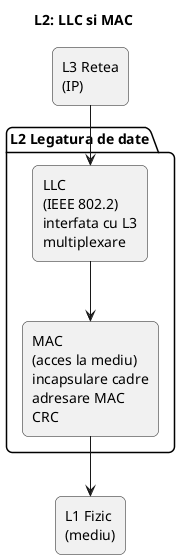 L2: LLC si MAC
L3 Retea
(IP)
L2 Legatura de date
LLC
(IEEE 802.2)
interfata cu L3
multiplexare
MAC
(acces la mediu)
incapsulare cadre
adresare MAC
CRC
L1 Fizic
(mediu)